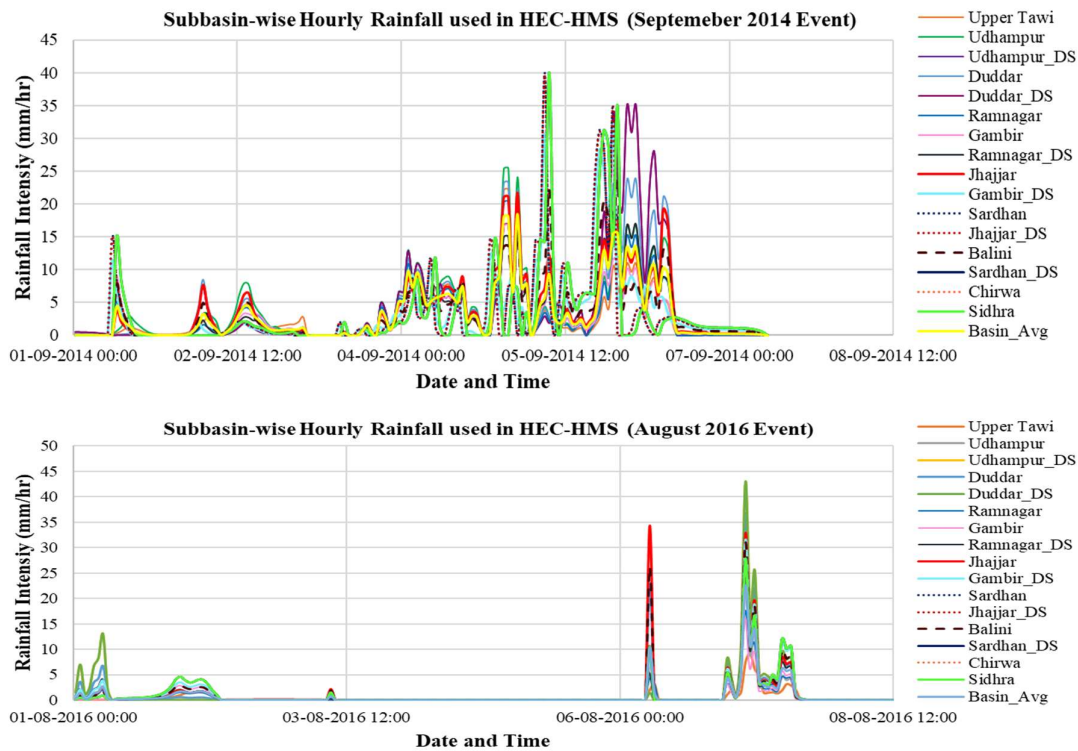 Subbasin-wise Hourly Rainfall used in HEC-HMS (Septemeber 2014 Event)
Rainfall Intensiy (mm/hr)
45
40
35
30
25
20
15
10
5
0
01-09-2014 00:00
2-09-2014 12:00
04-09-2014 00:00
5-09-2014 12:00
07-09-2014 00:00
08-09-2014 12:00
Date and Time
Upper Tawi
Udhampur
Udhampur_DS
Duddar
Duddar_DS
Ramnagar
Gambir
Ramnagar_DS
Jhajjar
Gambir_DS
Sardhan
Jhajjar_DS
Balini
Sardhan_DS
Chirwa
Sidhra
Basin_Avg
Subbasin-wise Hourly Rainfall used in HEC-HMS (August 2016 Event)
Rainfall Intensiy (mm/hr)
50
45
40
35
30
25
20
15
10
5
0
01-08-2016 00:00
03-08-2016 12:00
06-08-2016 00:00
08-08-2016 12:00
Date and Time
Upper Tawi
Udhampur
Udhampur_DS
Duddar
Duddar_DS
Ramnagar
Gambir
Ramnagar_DS
Jhajjar
Gambir_DS
Sardhan
Jhajjar_DS
Balini
Sardhan_DS
Chirwa
Sidhra
Basin_Avg